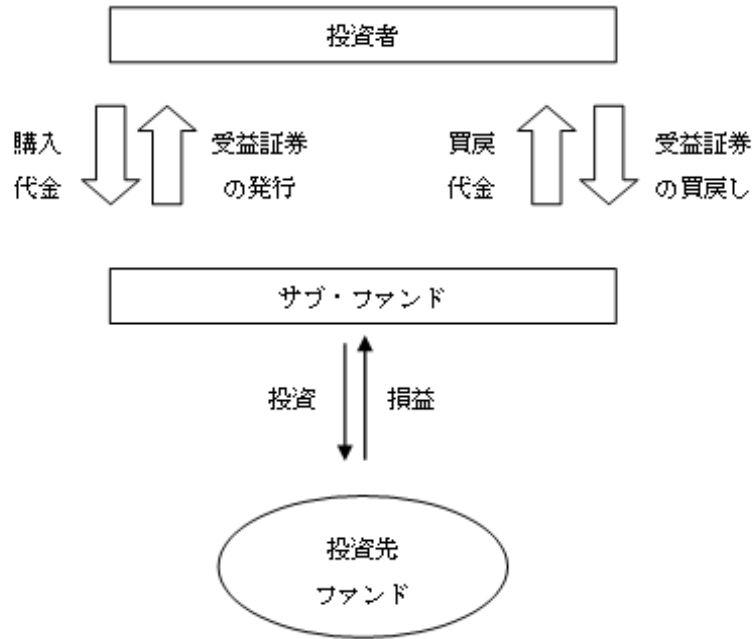 投資者
購入
代金
受益証券
の発行
買戻
代金
受益証券
の買戻し
サブ・ファンド
投資
損益
投資先
ファンド